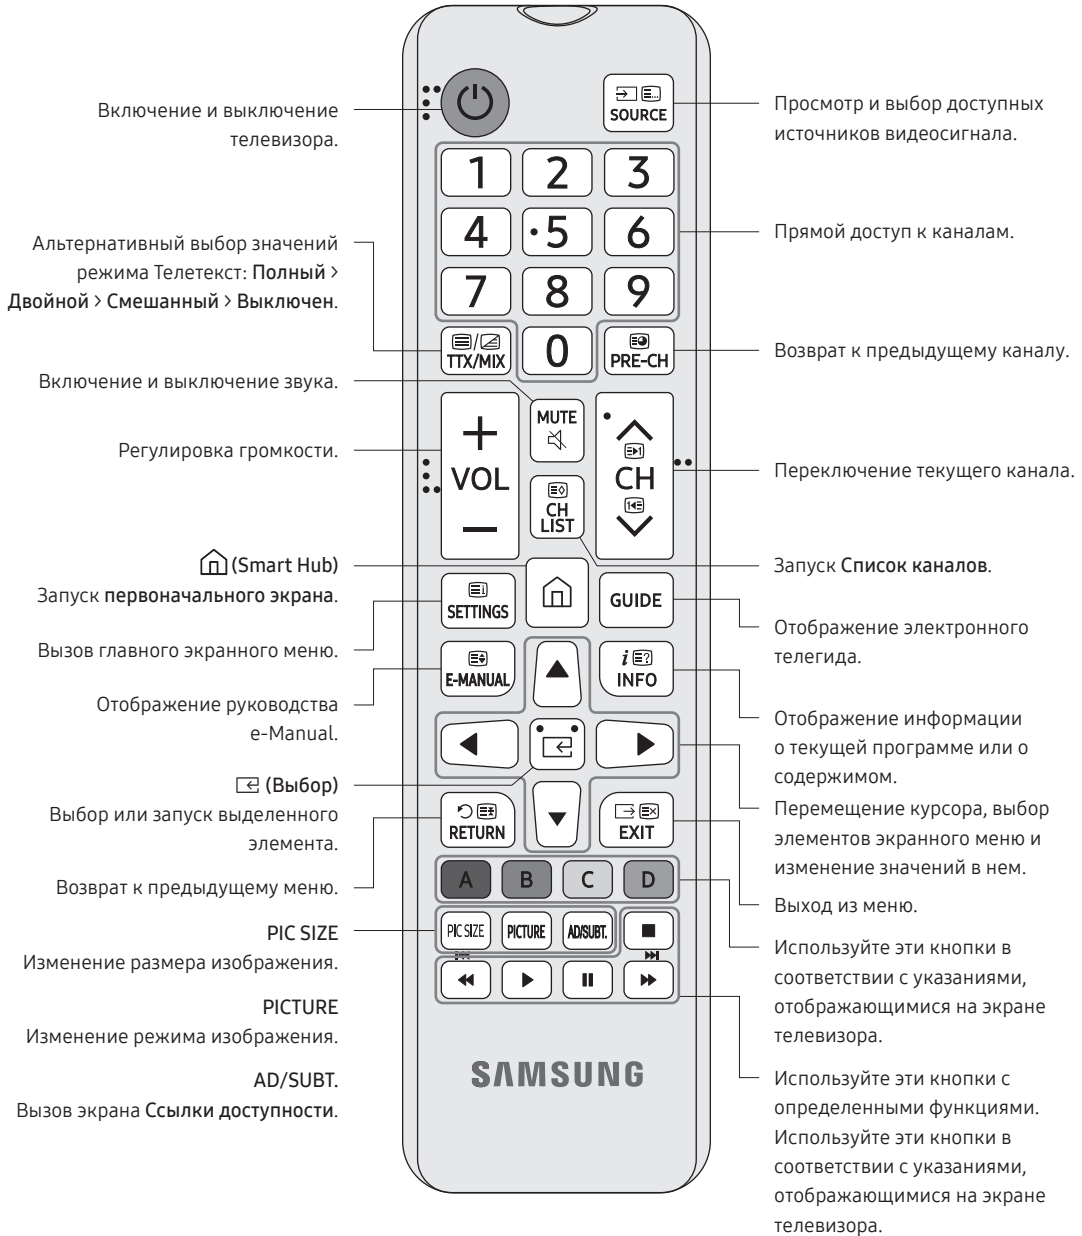 Включение и выключение
телевизора.
Альтернативный выбор значений
режима Телетекст: Полный >
Двойной > Смешанный > Выключен.
Включение и выключение звука.
Регулировка громкости.
(Smart Hub)
Запуск первоначального экрана.
Вызов главного экранного меню.
Отображение руководства
e-Manual.
(Выбор)
Выбор или запуск выделенного
элемента.
Возврат к предыдущему меню.
PIC SIZE
Изменение размера изображения.
PICTURE
Изменение режима изображения.
AD/SUBT.
Вызов экрана Ссылки доступности.
SOURCE
1 2 3
4 5 6
7 8 9
TTX/MIX 0 PRE-CH
MUTE
VOL
CH
CH
LIST
SETTINGS
GUIDE
E-MANUAL
INFO
RETURN
EXIT
A B C D
PIC SIZE PICTURE AD/SUBT.
SAMSUNG
Просмотр и выбор доступных
источников видеосигнала.
Прямой доступ к каналам.
Возврат к предыдущему каналу.
Переключение текущего канала.
Запуск Список каналов.
Отображение электронного
телегида.
Отображение информации
о текущей программе или о
содержимом.
Перемещение курсора, выбор
элементов экранного меню и
изменение значений в нем.
Выход из меню.
Используйте эти кнопки в
соответствии с указаниями,
отображающимися на экране
телевизора.
Используйте эти кнопки с
определенными функциями.
Используйте эти кнопки в
соответствии с указаниями,
отображающимися на экране
телевизора.